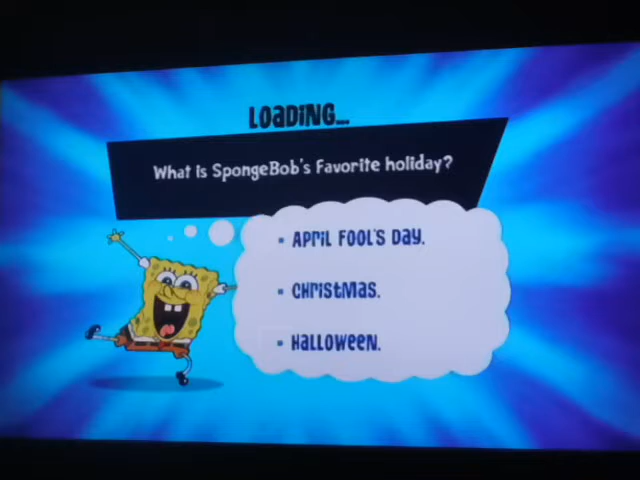 Loading...
What is SpongeBob's favorite holiday?
• April Fool's Day.
• Christmas.
• Halloween.